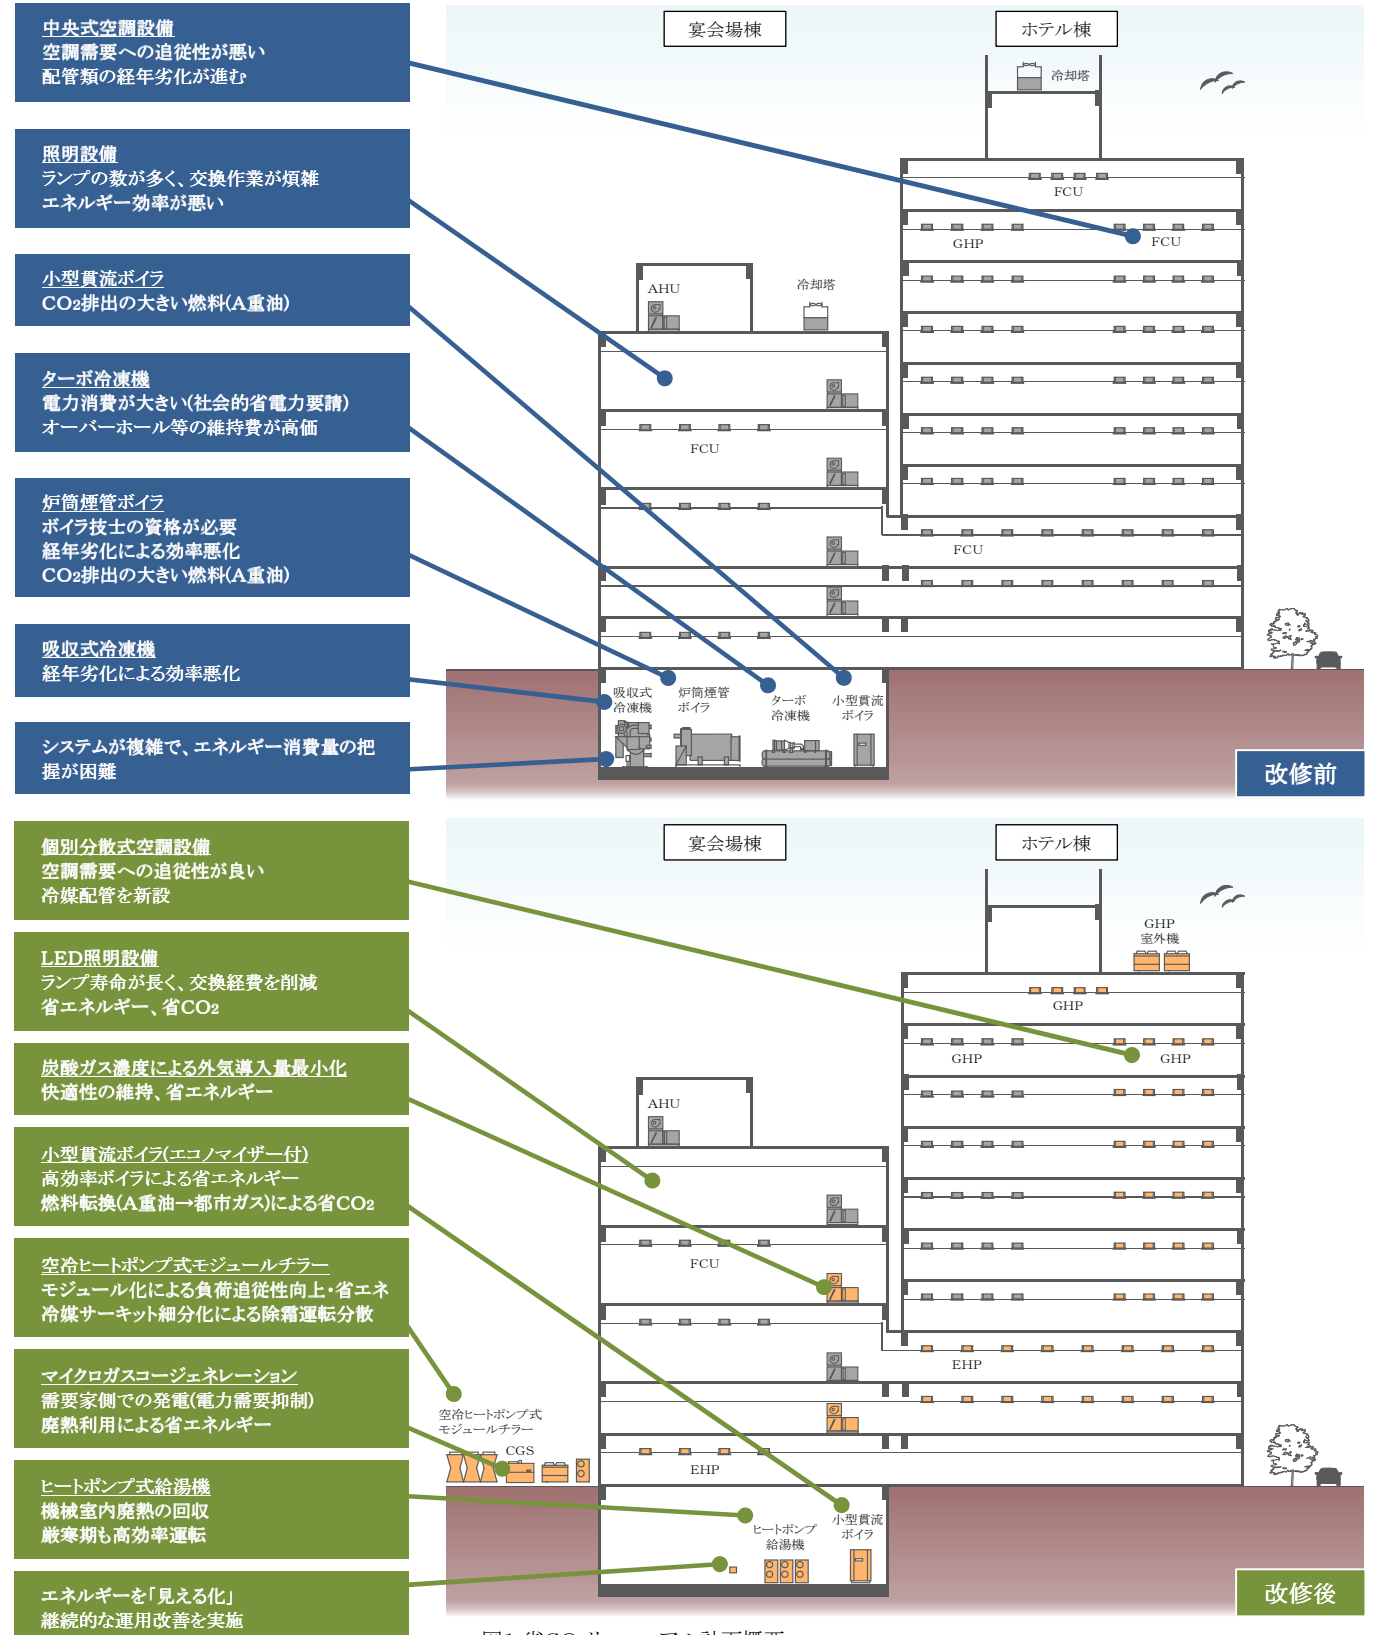 中央式空調設備
空調需要への追従性が悪い
配管類の経年劣化が進む
照明設備
ランプの数が多く、交換作業が煩雑
エネルギー効率が悪い
小型貫流ボイラ
CO2排出の大きい燃料(A重油)
ターボ冷凍機
電力消費が大きい(社会的省電力要請)
オーバーホール等の維持費が高価
炉筒煙管ボイラ
ボイラ技士の資格が必要
経年劣化による効率悪化
CO2排出の大きい燃料(A重油)
吸収式冷凍機
経年劣化による効率悪化
システムが複雑で、エネルギー消費量の把
握が困難
宴会場棟
ホテル棟
冷却塔
FCU
GHP
FCU
AHU
冷却塔
FCU
FCU
吸収式
冷凍機
炉筒煙管
ボイラ
ターボ
冷凍機
小型貫流
ボイラ
改修前
個別分散式空調設備
空調需要への追従性が良い
冷媒配管を新設
LED照明設備
ランプ寿命が長く、交換経費を削減
省エネルギー、省CO2
炭酸ガス濃度による外気導入量最小化
快適性の維持、省エネルギー
小型貫流ボイラ(エコノマイザー付)
高効率ボイラによる省エネルギー
燃料転換(A重油→都市ガス)による省CO2
空冷ヒートポンプ式モジュールチラー
モジュール化による負荷追従性向上・省エネ
冷媒サーキット細分化による除霜運転分散
マイクロガスコージェネレーション
需要家側での発電(電力需要抑制)
廃熱利用による省エネルギー
ヒートポンプ式給湯機
機械室内廃熱の回収
厳寒期も高効率運転
エネルギーを「見える化」
継続的な運用改善を実施
宴会場棟
ホテル棟
GHP
室外機
GHP
GHP
GHP
AHU
FCU
EHP
空冷ヒートポンプ式
モジュールチラー
CGS
EHP
ヒートポンプ
給湯機
小型貫流
ボイラ
改修後